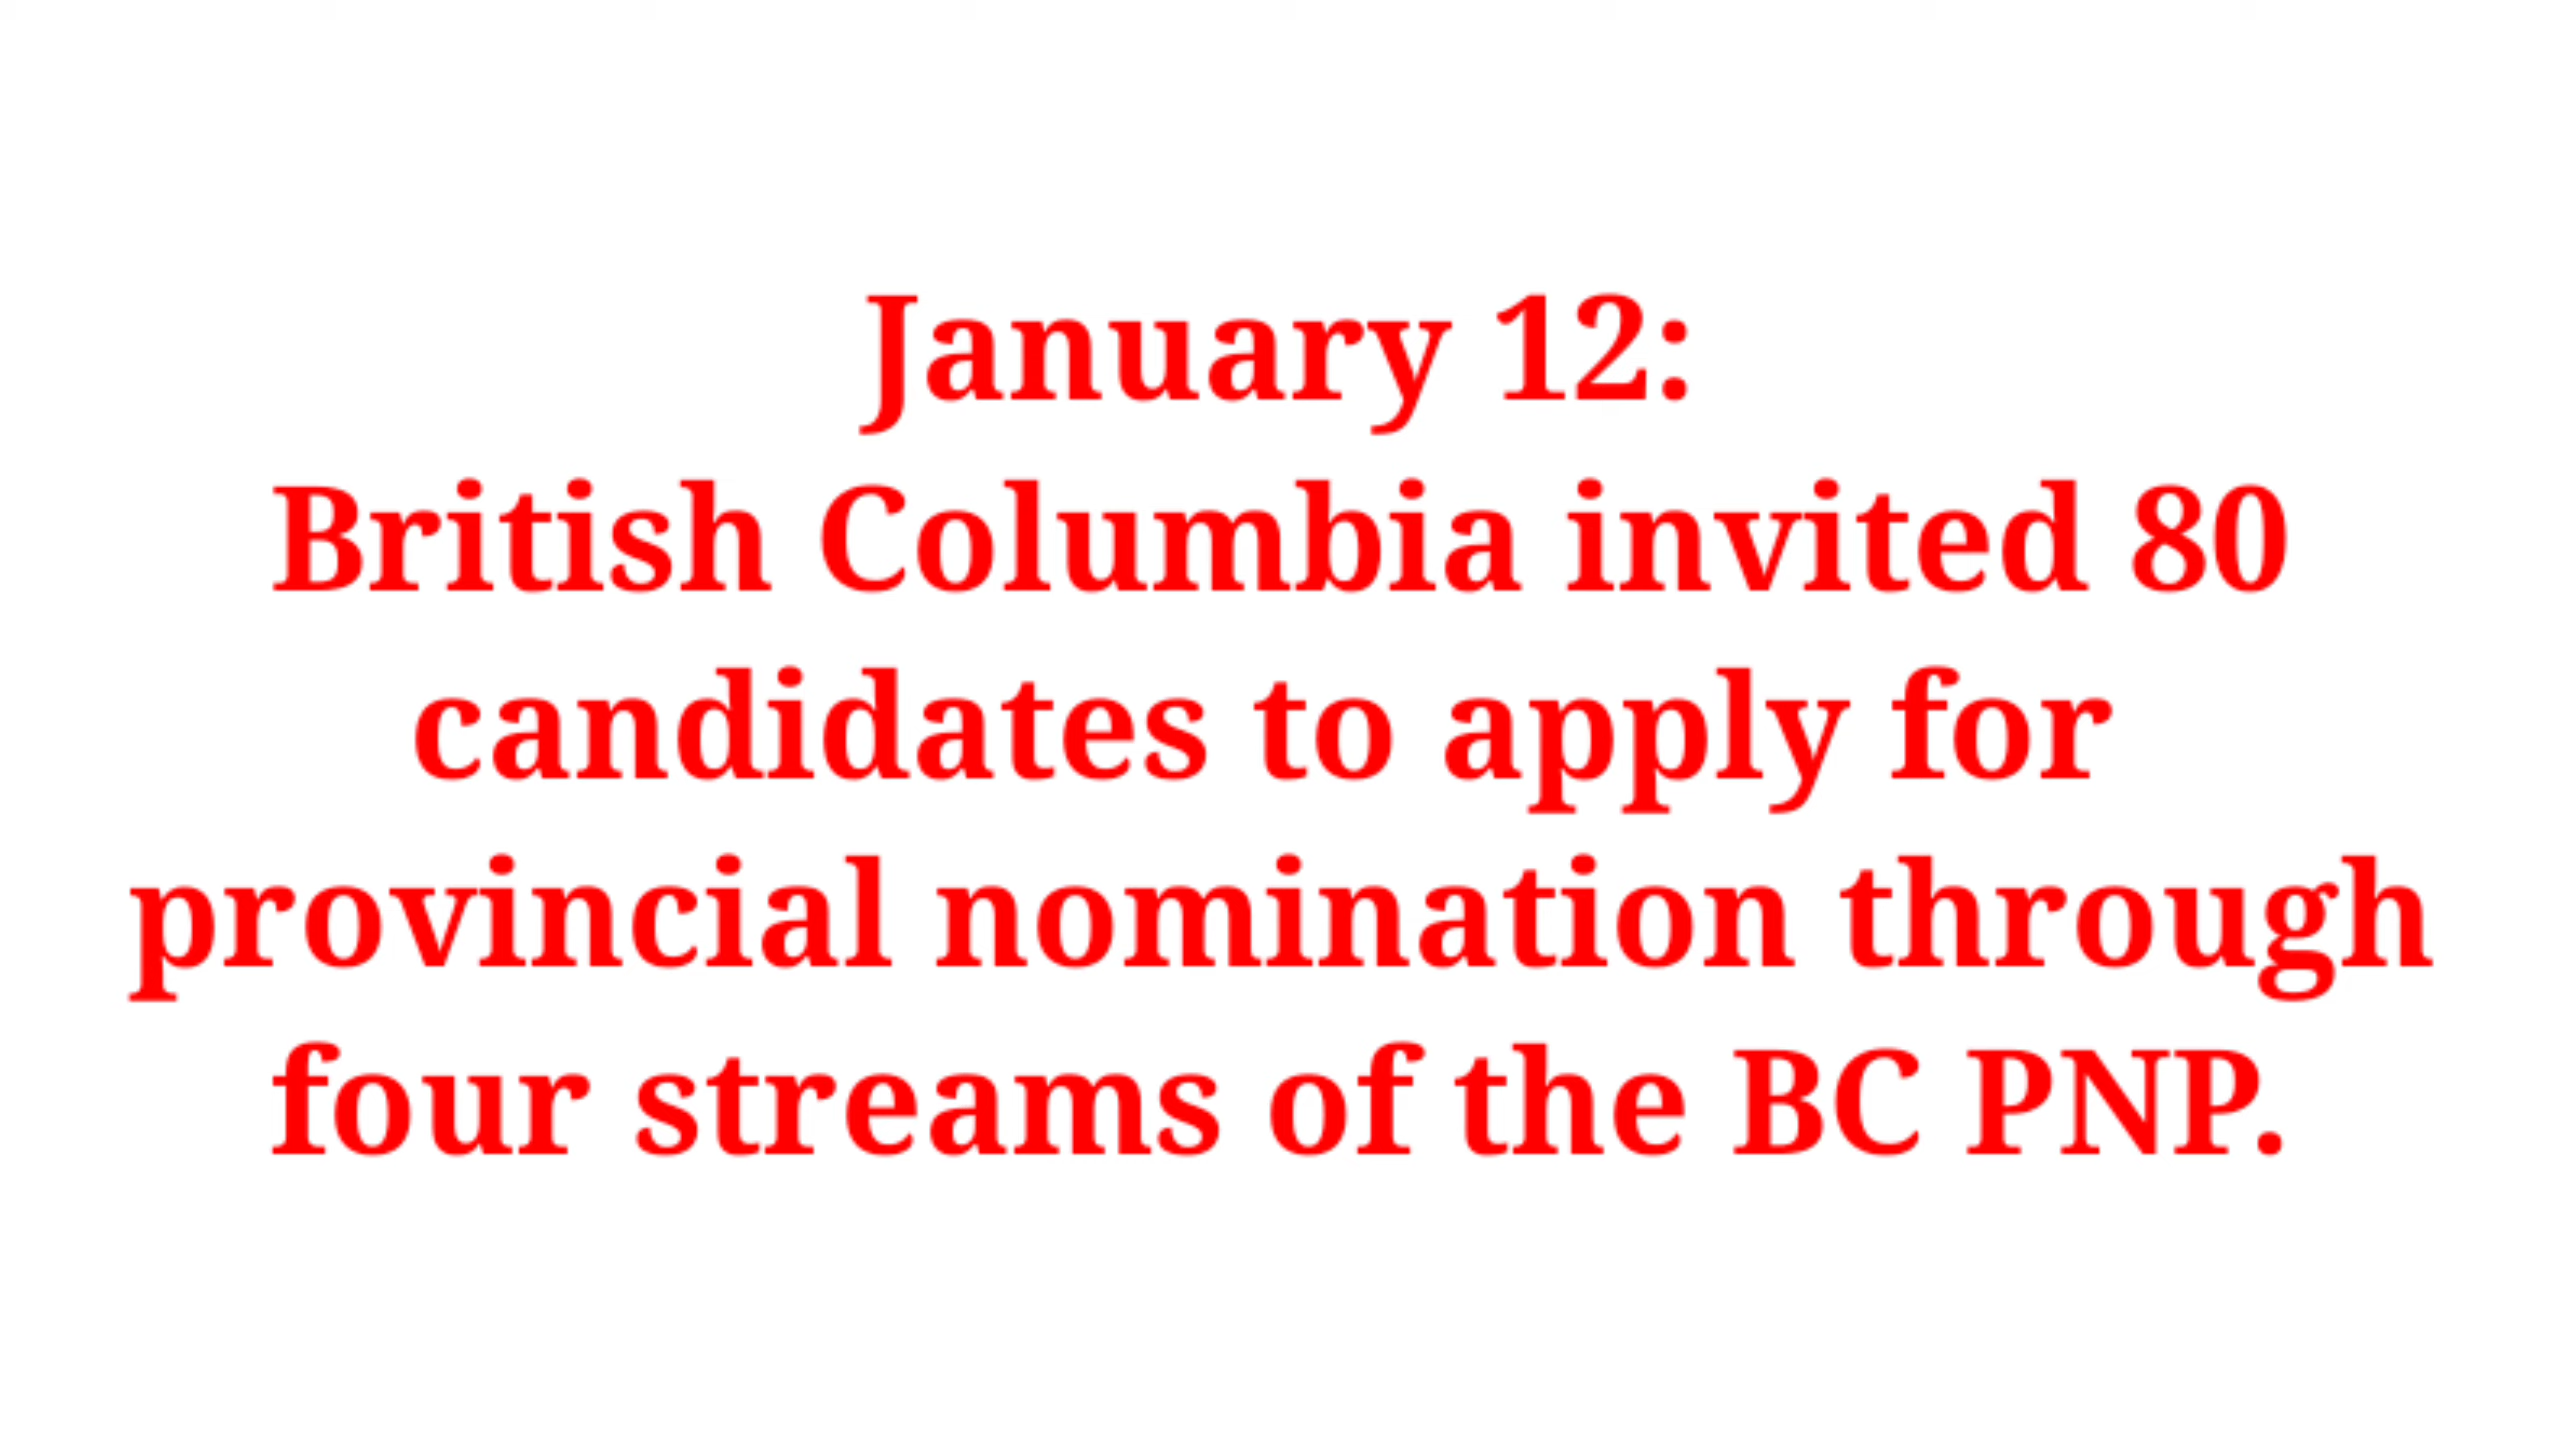 January 12:
British Columbia invited 80
candidates to apply for
provincial nomination through
four streams of the BC PNP.